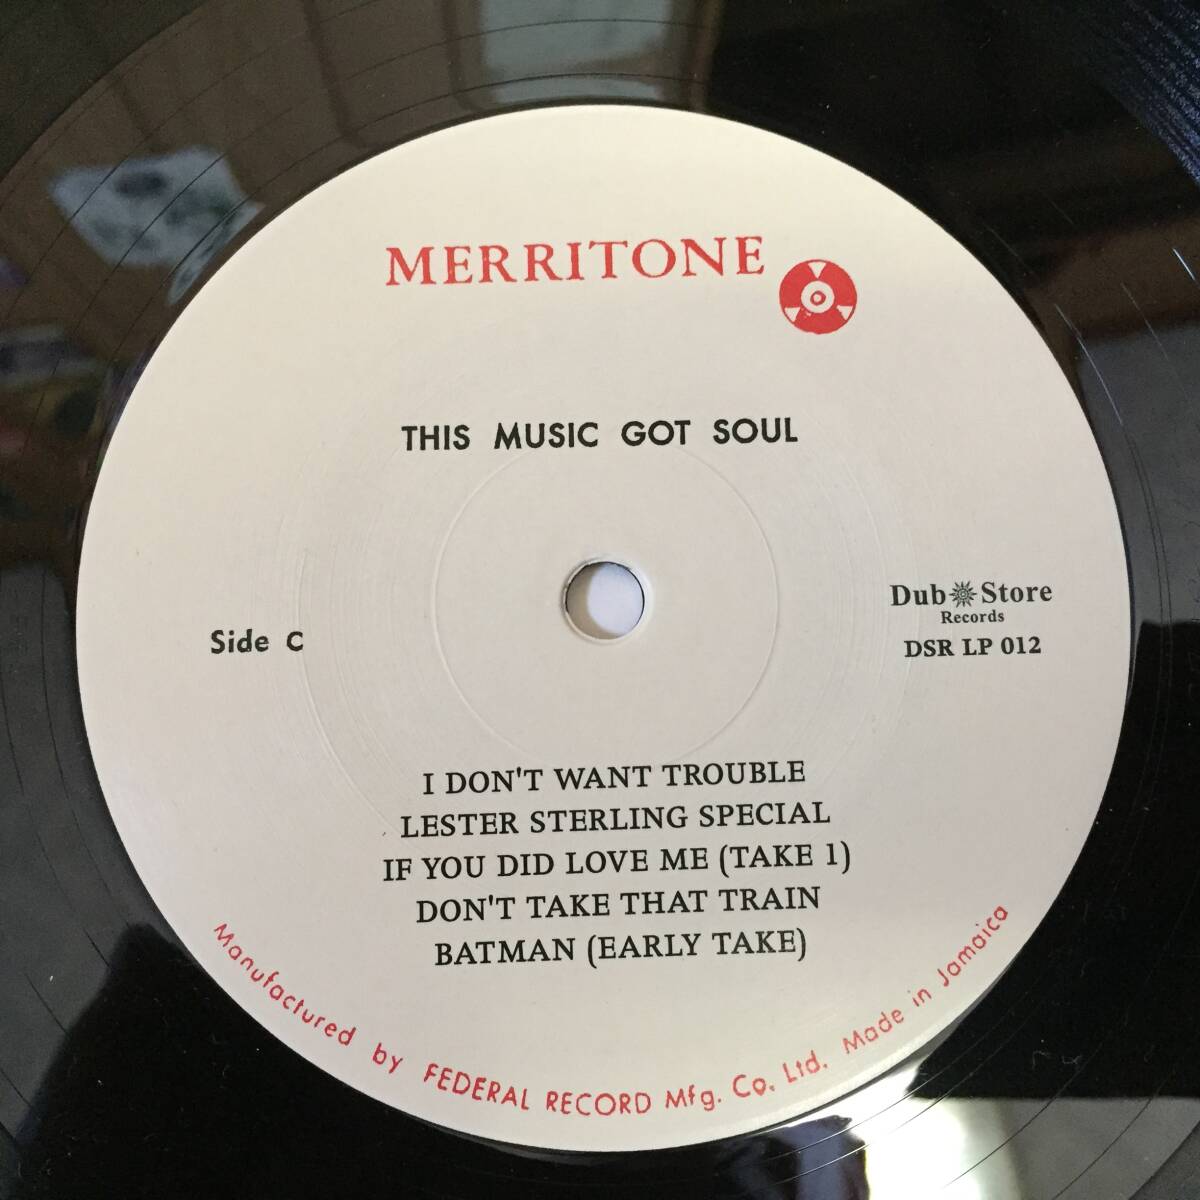 MERRITONE
THIS MUSIC GOT SOUL
Dub Store
Records
DSR LP 012
Side C
I DON'T WANT TROUBLE
LESTER STERLING SPECIAL
IF YOU DID LOVE ME (TAKE 1)
DON'T TAKE THAT TRAIN
BATMAN (EARLY TAKE)
Manufactured by FEDERAL RECORD Mfg. Co. Ltd. Made in Jamaica